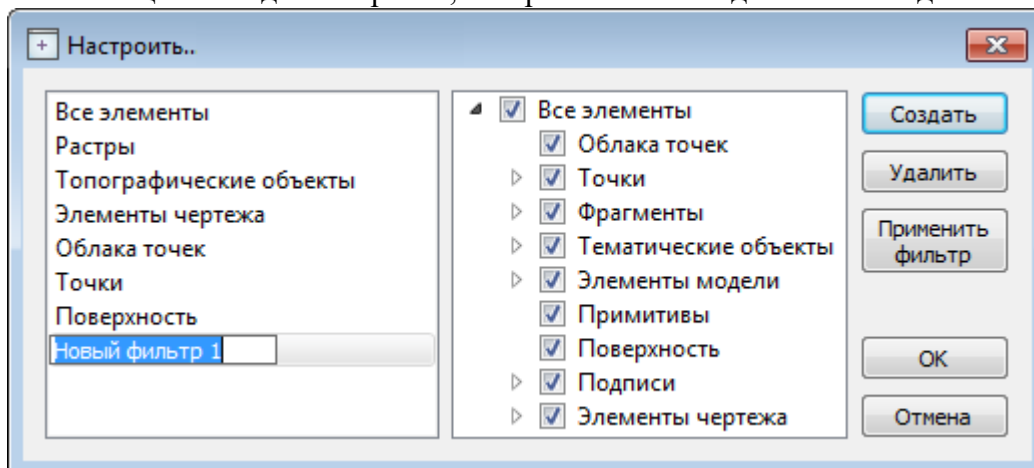 Настроить..
Все элементы
Растры
Топографические объекты
Элементы чертежа
Облака точек
Точки
Поверхность
Новый фильтр 1
Все элементы
Облака точек
Точки
Фрагменты
Тематические объекты
Элементы модели
Примитивы
Поверхность
Подписи
Элементы чертежа
Создать
Удалить
Применить
фильтр
ОК
Отмена